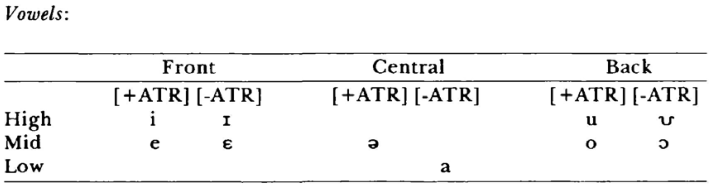 Vowels:
Front Central Back
[+ATR] [-ATR] [+ATR] [-ATR] [+ATR] [-ATR]
High i ɪ u ʊ
Mid e ɛ ə o ɔ
Low a